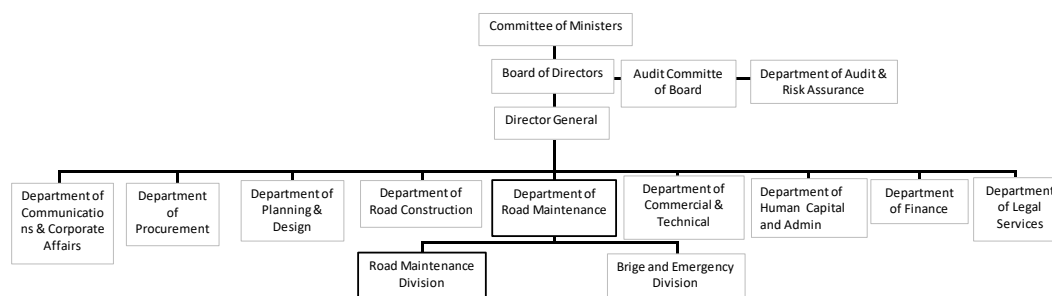 Committee of Ministers
Board of Directors
Audit Committe
of Board
Department of Audit &
Risk Assurance
Director General
Department of
Communicatio
ns & Corporate
Affairs
Department
of
Procurement
Department of
Planning &
Design
Department of
Road Construction
Department of
Road Maintenance
Department of
Commercial &
Technical
Department of
Human Capital
and Admin
Department
of Finance
Department
of Legal
Services
Road Maintenance
Division
Brige and Emergency
Division